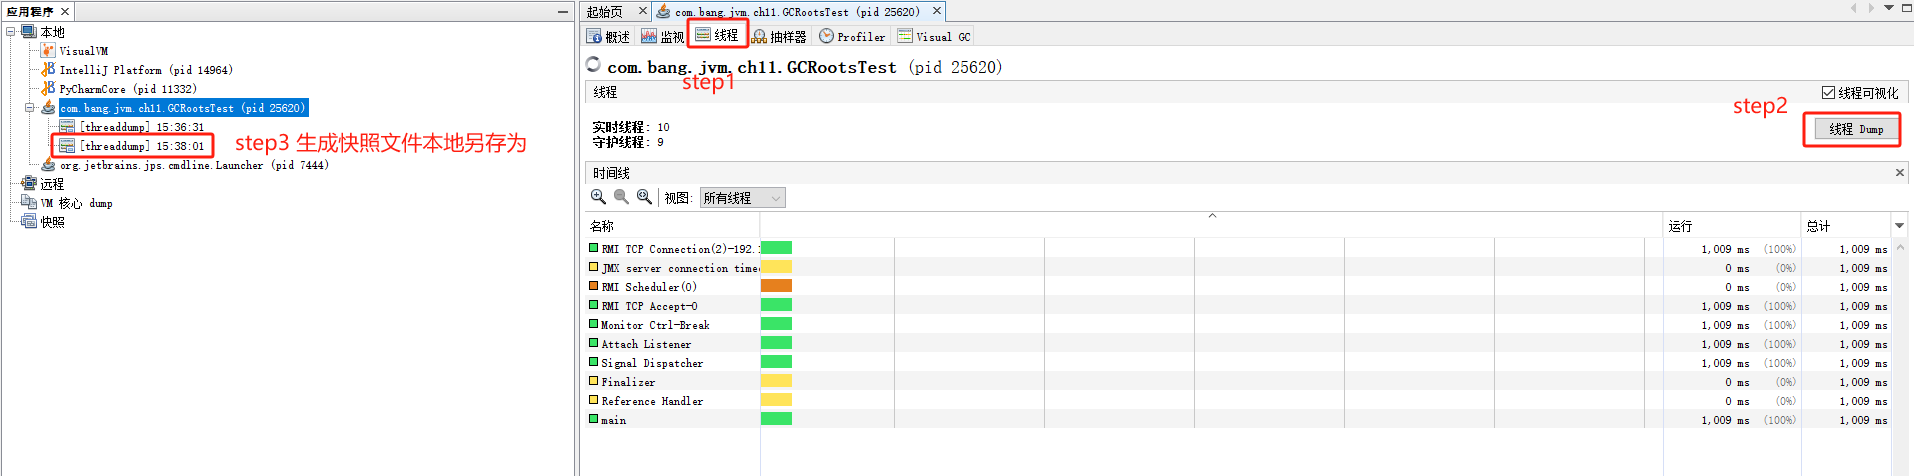 应用程序
本地
VisualVM
IntelliJ Platform (pid 14964)
PyCharmCore (pid 11332)
com.bang.jvm.ch11.GCRootsTest (pid 25620)
[threaddump] 15:36:31
[threaddump] 15:38:01
step3 生成快照文件本地另存为
org.jetbrains.jps.cmdline.Launcher (pid 7444)
远程
VM 核心 dump
快照
起始页
com.bang.jvm.ch11.GCRootsTest (pid 25620)
概述 监视 线程 抽样器 Profiler Visual GC
com.bang.jvm.ch11.GCRootsTest (pid 25620)
step1
线程
线程可视化
step2
实时线程: 10
守护线程: 9
线程 Dump
时间线
视图: 所有线程
名称 运行 总计
RMI TCP Connection(2)-192. 1,009 ms (100%) 1,009 ms
JMX server connection time 0 ms (0%) 1,009 ms
RMI Scheduler(0) 0 ms (0%) 1,009 ms
RMI TCP Accept-0 1,009 ms (100%) 1,009 ms
Monitor Ctrl-Break 1,009 ms (100%) 1,009 ms
Attach Listener 1,009 ms (100%) 1,009 ms
Signal Dispatcher 1,009 ms (100%) 1,009 ms
Finalizer 0 ms (0%) 1,009 ms
Reference Handler 0 ms (0%) 1,009 ms
main 1,009 ms (100%) 1,009 ms